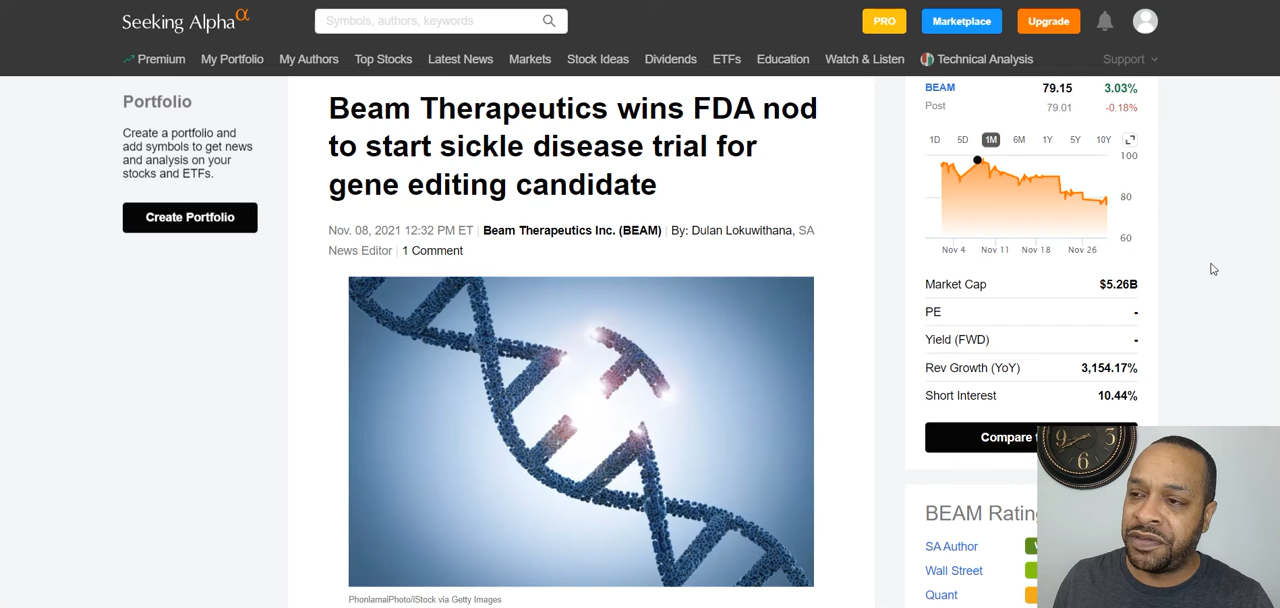 Seeking Alpha α
Symbols, authors, keywords
PRO
Marketplace
Upgrade
Premium My Portfolio My Authors Top Stocks Latest News Markets Stock Ideas Dividends ETFs Education Watch & Listen Technical Analysis Support
Portfolio
Create a portfolio and
add symbols to get news
and analysis on your
stocks and ETFs.
Create Portfolio
Beam Therapeutics wins FDA nod
to start sickle disease trial for
gene editing candidate
Nov. 08, 2021 12:32 PM ET | Beam Therapeutics Inc. (BEAM) | By: Dulan Lokuwithana, SA
News Editor | 1 Comment
PhonlamaiPhoto/iStock via Getty Images
BEAM 79.15 3.03%
Post 79.01 -0.18%
1D 5D 1M 6M 1Y 5Y 10Y
100
80
60
Nov 4 Nov 11 Nov 18 Nov 26
Market Cap $5.26B
PE -
Yield (FWD) -
Rev Growth (YoY) 3,154.17%
Short Interest 10.44%
Compare
BEAM
SA Author
Wall Street
Quant
9 3
6